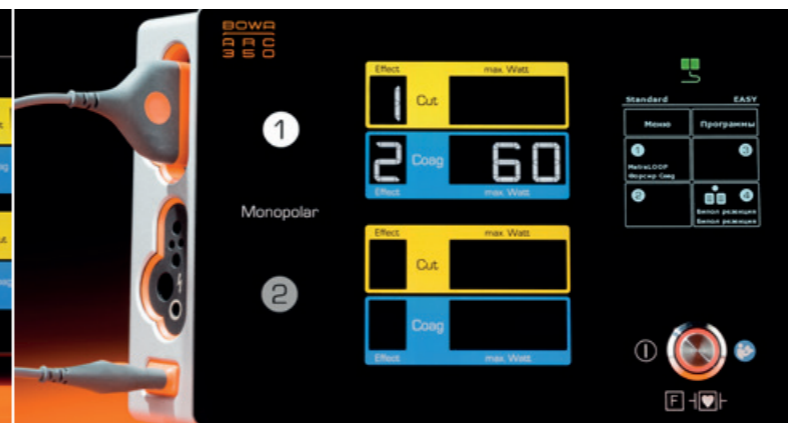 BOWA
ARC
350
1
Monopolar
2
Effect max. Watt
1 Cut
2 Coag 60
Effect max. Watt
Effect max. Watt
Cut
Coag
Effect max. Watt
Standard EASY
Меню Программы
1 3
MetraLOOP
Форсир Coag
2 4
Бипол резекция
Бипол резекция
F